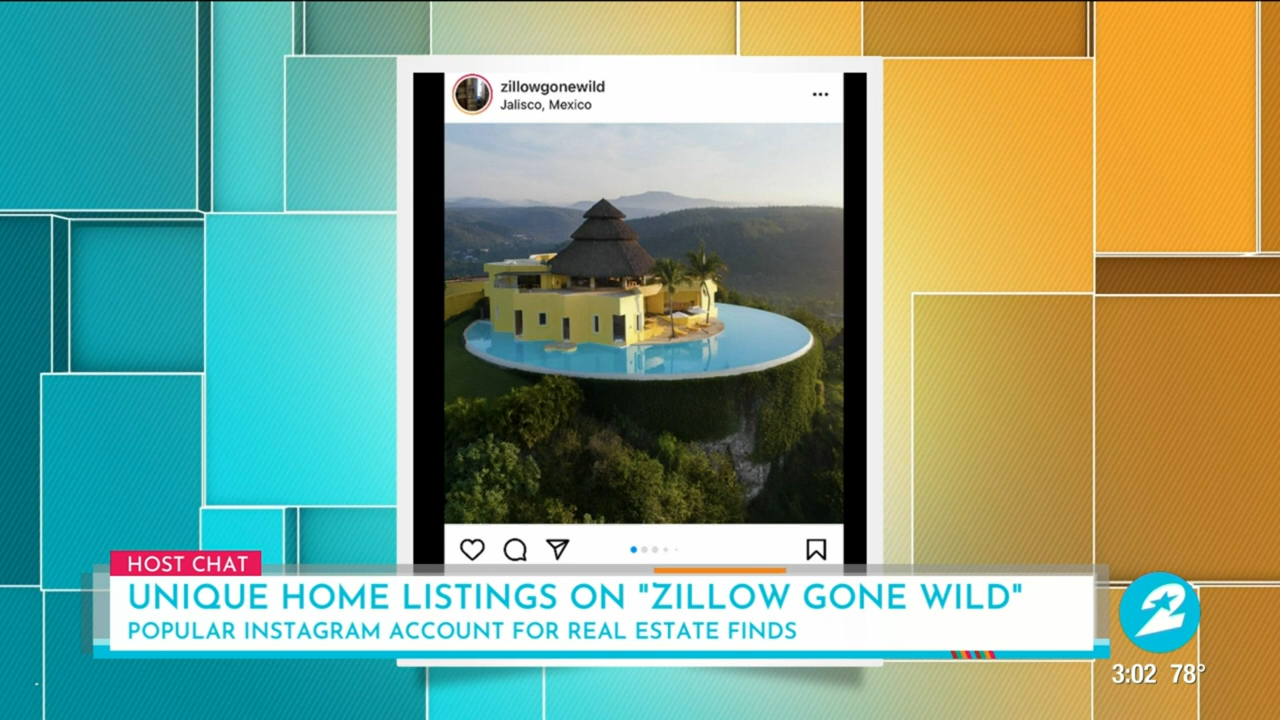 zillowgonewild
Jalisco, Mexico
HOST CHAT
UNIQUE HOME LISTINGS ON "ZILLOW GONE WILD"
POPULAR INSTAGRAM ACCOUNT FOR REAL ESTATE FINDS
2
3:02 78°